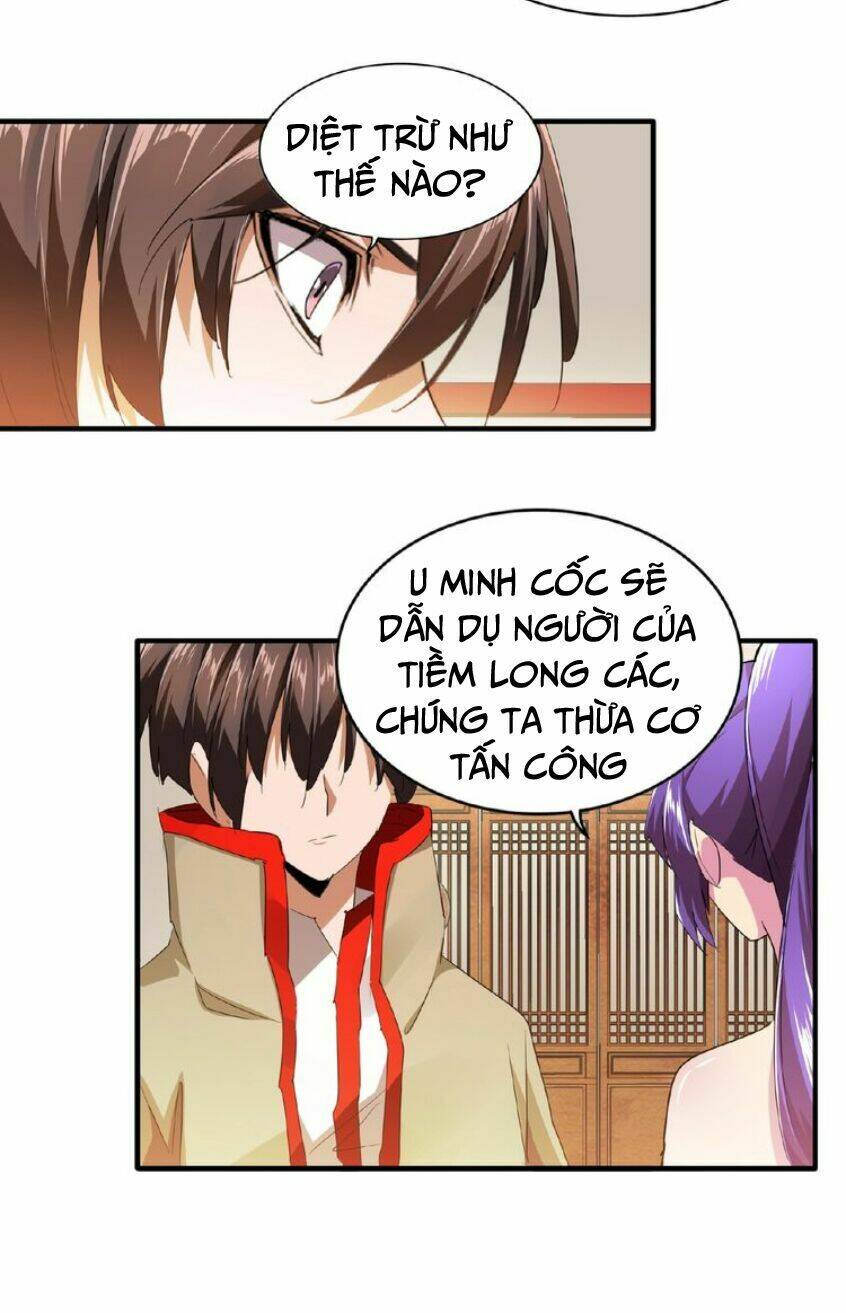 DIỆT TRỪ NHƯ
THẾ NÀO?
U MINH CỐC SẼ
DẪN DỤ NGƯỜI CỦA
TIỀM LONG CÁC,
CHÚNG TA THỪA CƠ
TẤN CÔNG